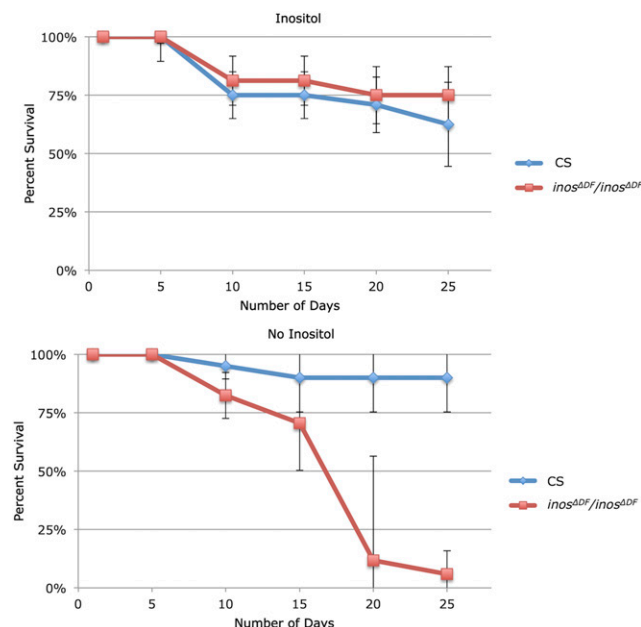 Inositol
100%
75%
50%
25%
0%
Percent Survival
0 5 10 15 20 25
Number of Days
CS
inos^ΔDF/inos^ΔDF
No Inositol
100%
75%
50%
25%
0%
Percent Survival
0 5 10 15 20 25
Number of Days
CS
inos^ΔDF/inos^ΔDF